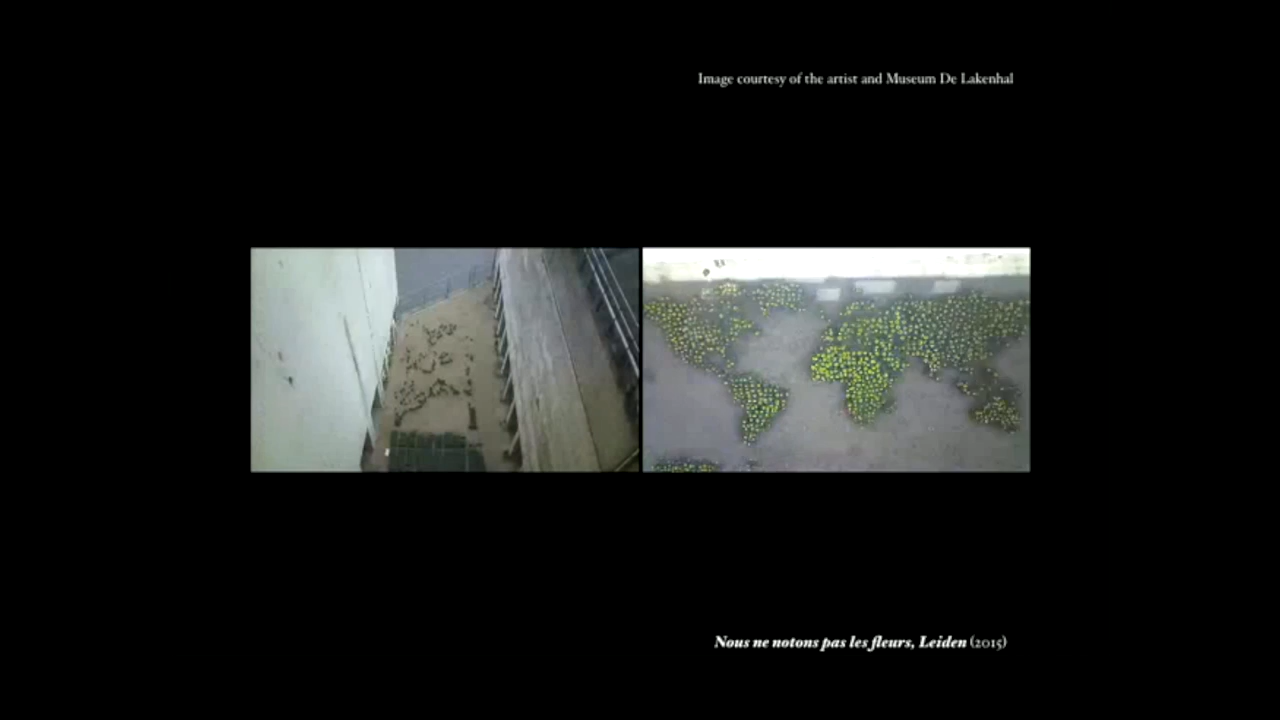 Image courtesy of the artist and Museum De Lakenhal
Nous ne notons pas les fleurs, Leiden (2015)